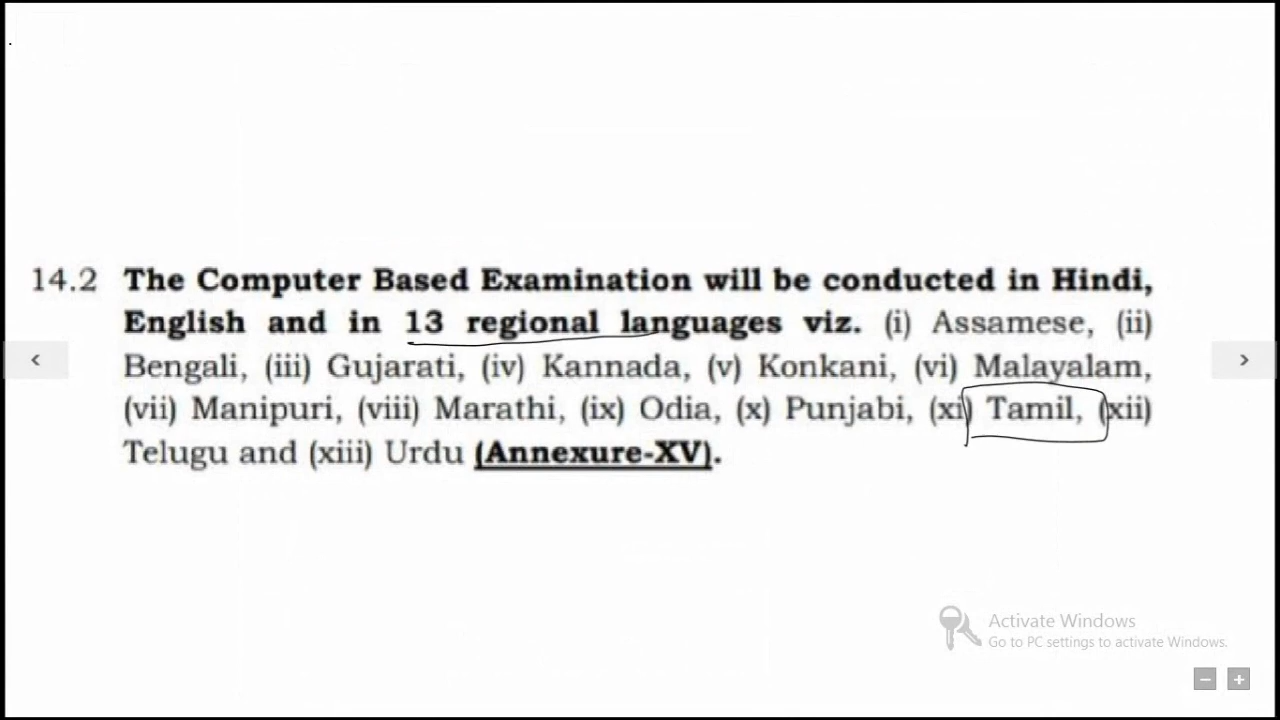 14.2 The Computer Based Examination will be conducted in Hindi,
English and in 13 regional languages viz. (i) Assamese, (ii)
Bengali, (iii) Gujarati, (iv) Kannada, (v) Konkani, (vi) Malayalam,
(vii) Manipuri, (viii) Marathi, (ix) Odia, (x) Punjabi, (xi) Tamil, (xii)
Telugu and (xiii) Urdu (Annexure-XV).
Activate Windows
Go to PC settings to activate Windows.